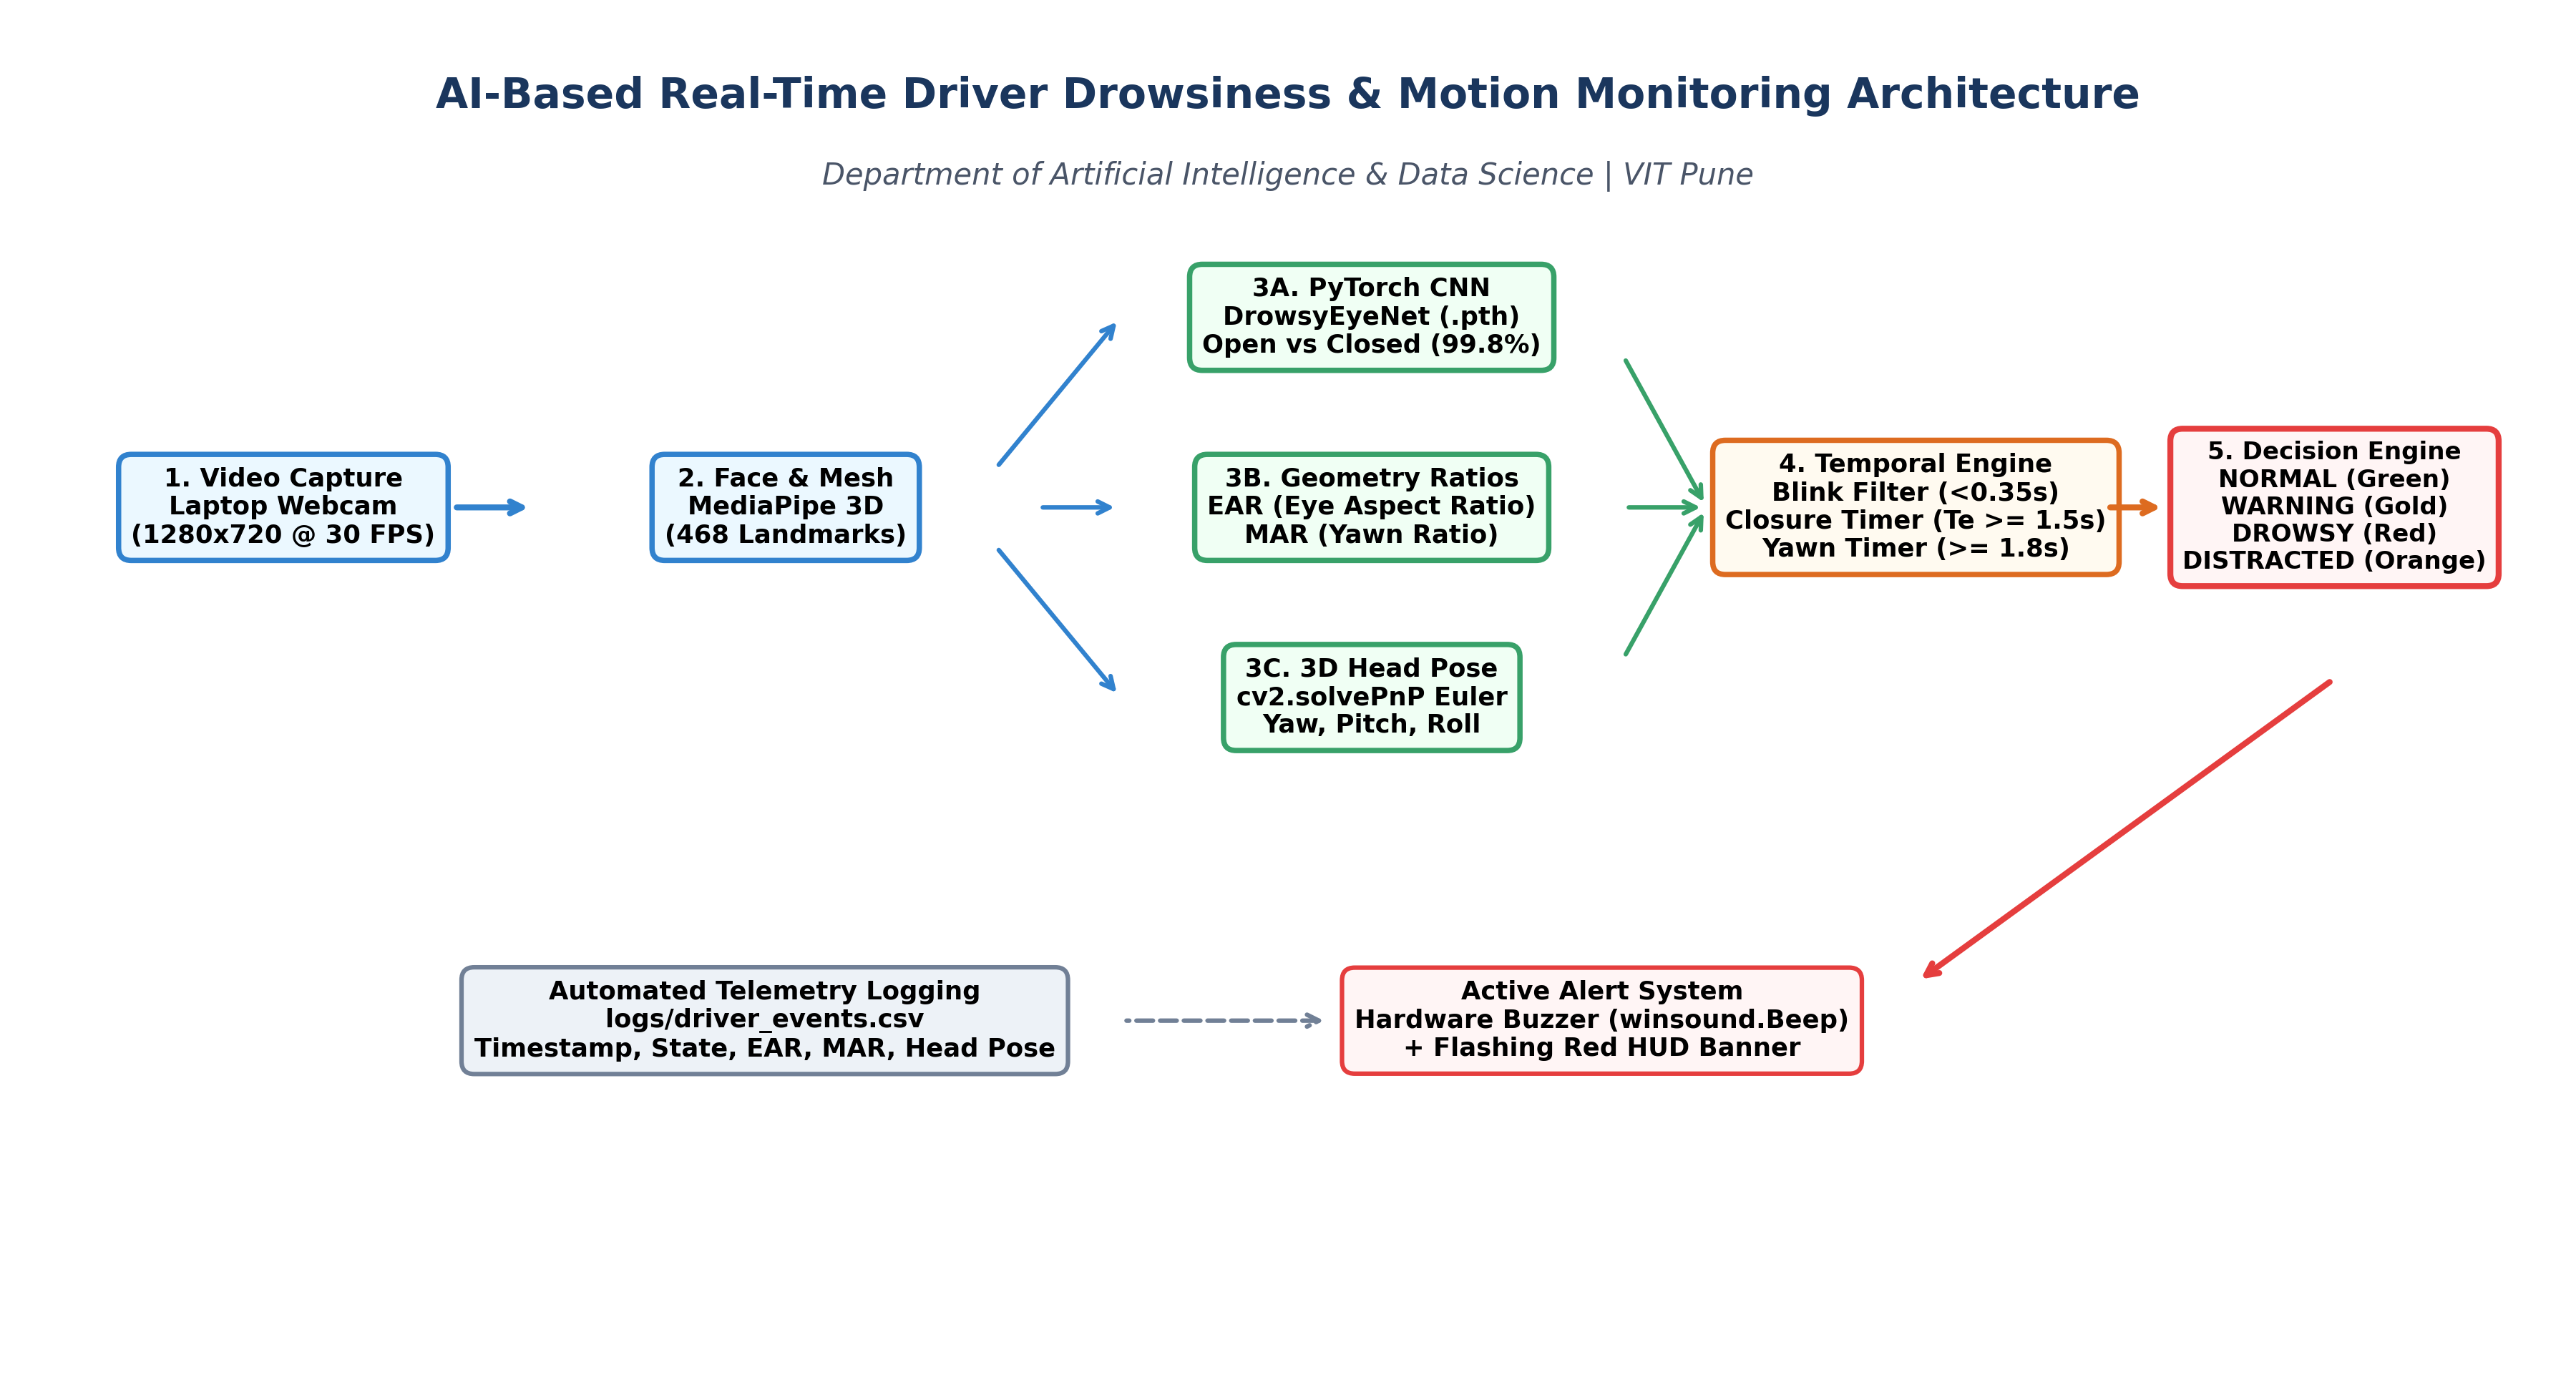 AI-Based Real-Time Driver Drowsiness & Motion Monitoring Architecture
Department of Artificial Intelligence & Data Science | VIT Pune
1. Video Capture
Laptop Webcam
(1280x720 @ 30 FPS)
2. Face & Mesh
MediaPipe 3D
(468 Landmarks)
3A. PyTorch CNN
DrowsyEyeNet (.pth)
Open vs Closed (99.8%)
3B. Geometry Ratios
EAR (Eye Aspect Ratio)
MAR (Yawn Ratio)
3C. 3D Head Pose
cv2.solvePnP Euler
Yaw, Pitch, Roll
4. Temporal Engine
Blink Filter (<0.35s)
Closure Timer (Te >= 1.5s)
Yawn Timer (>= 1.8s)
5. Decision Engine
NORMAL (Green)
WARNING (Gold)
DROWSY (Red)
DISTRACTED (Orange)
Automated Telemetry Logging
logs/driver_events.csv
Timestamp, State, EAR, MAR, Head Pose
Active Alert System
Hardware Buzzer (winsound.Beep)
+ Flashing Red HUD Banner